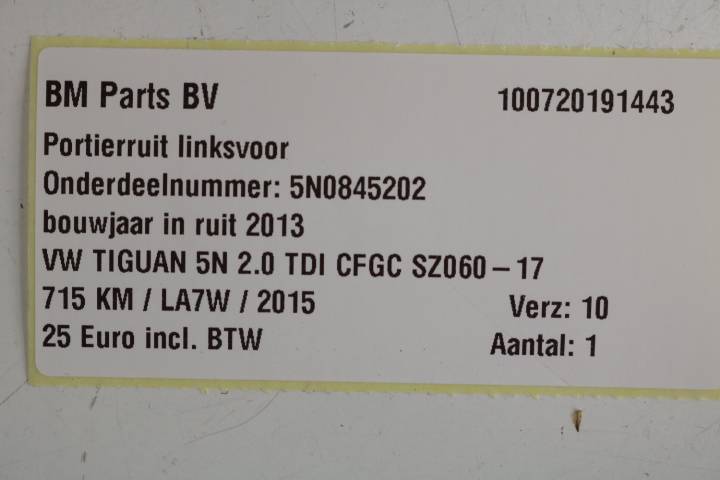 BM Parts BV 100720191443
Portierruit linksvoor
Onderdeelnummer: 5N0845202
bouwjaar in ruit 2013
VW TIGUAN 5N 2.0 TDI CFGC SZ060 – 17
715 KM / LA7W / 2015 Verz: 10
25 Euro incl. BTW Aantal: 1